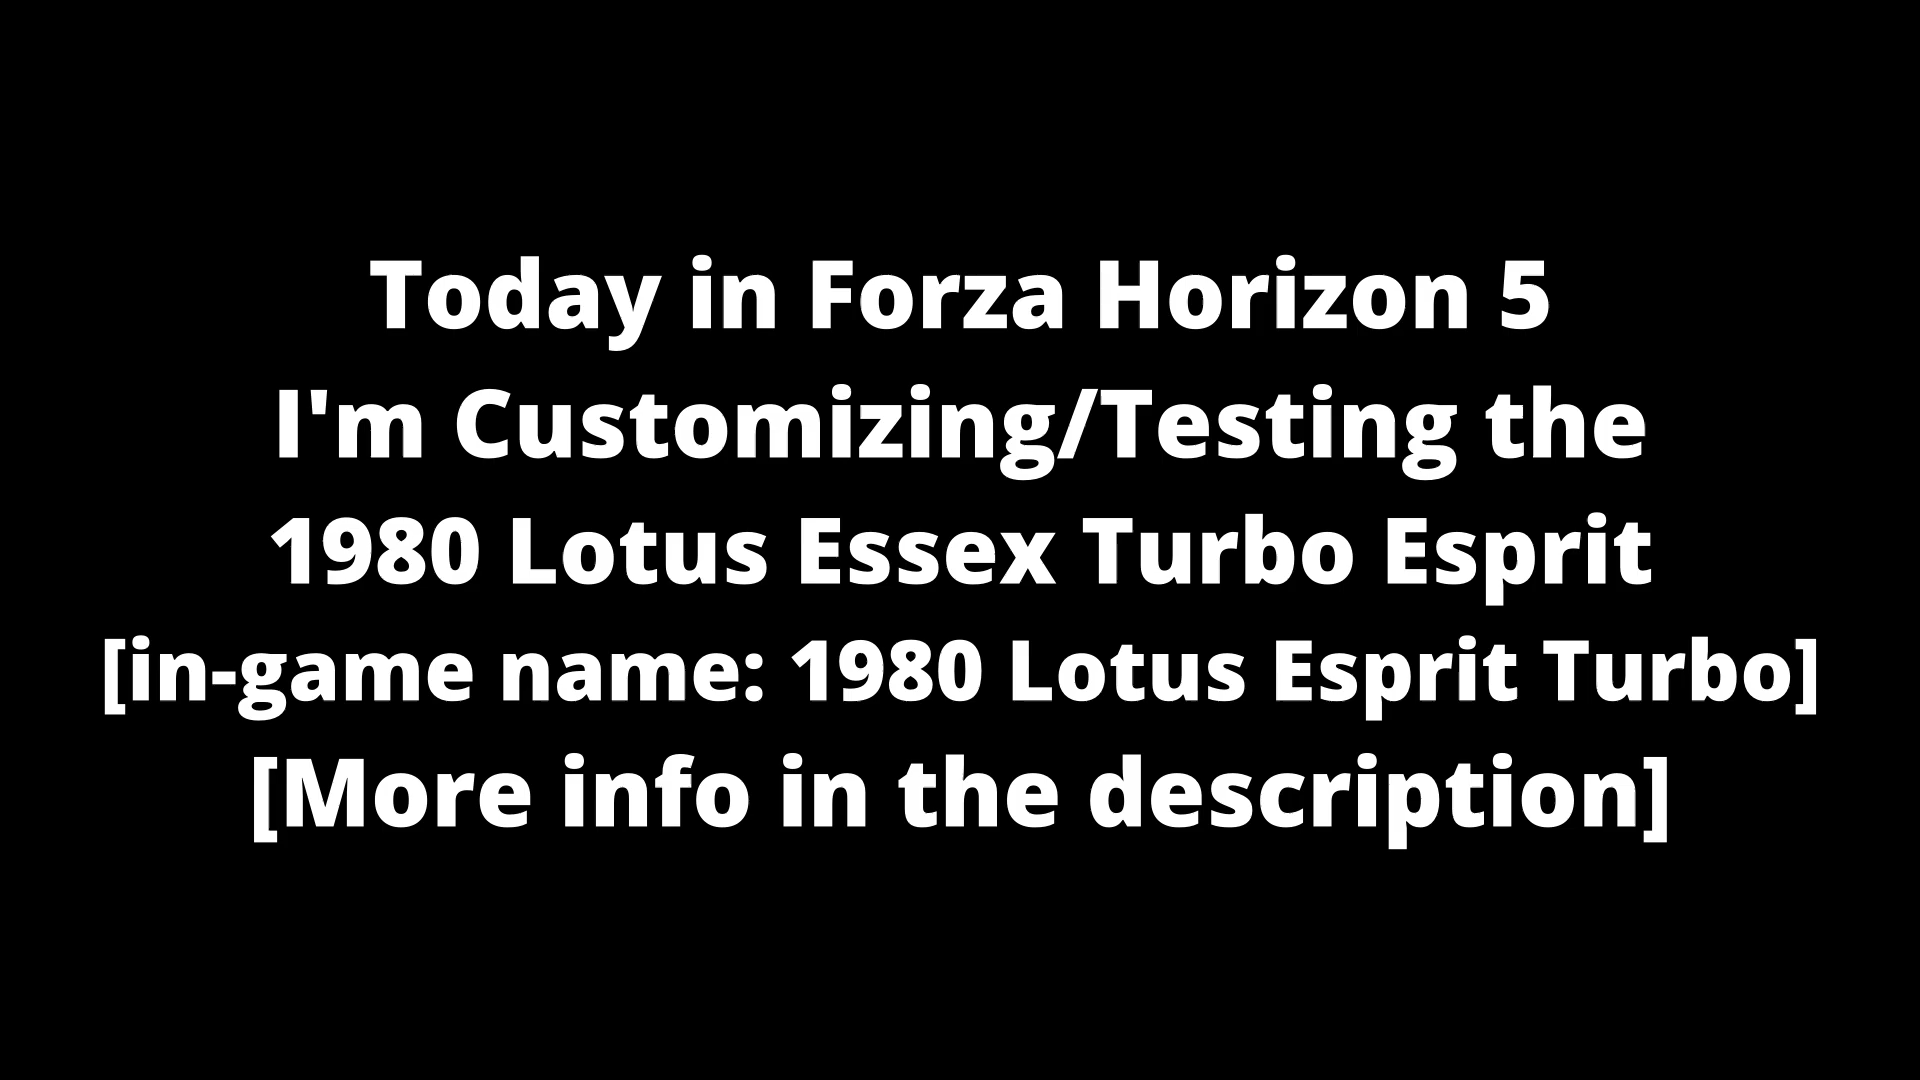 Today in Forza Horizon 5
I'm Customizing/Testing the
1980 Lotus Essex Turbo Esprit
[in-game name: 1980 Lotus Esprit Turbo]
[More info in the description]